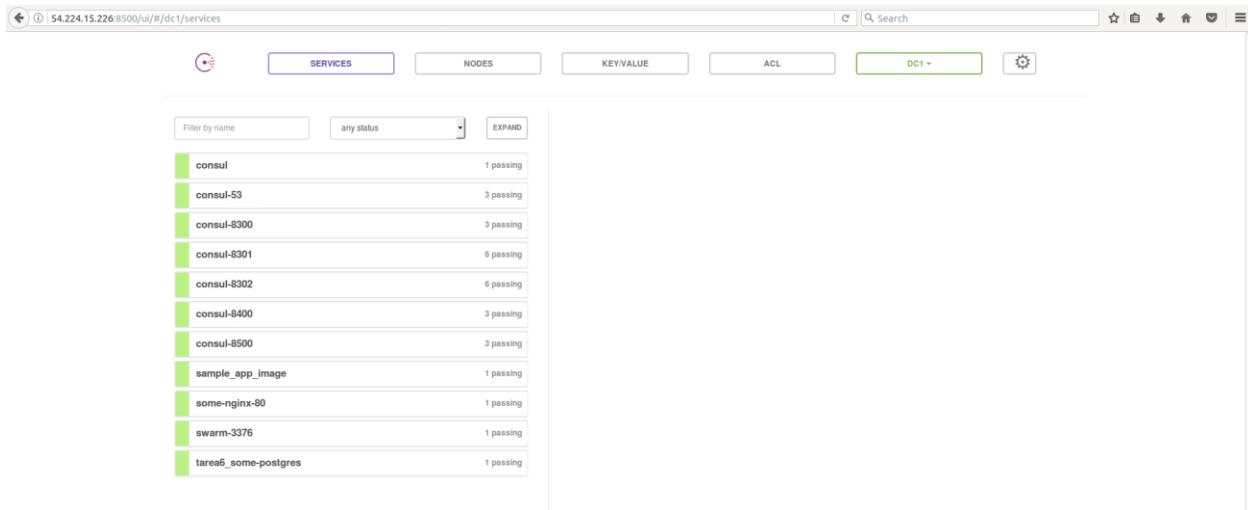 54.224.15.226:8500/ui/#/dc1/services
Search
SERVICES
NODES
KEY/VALUE
ACL
DC1
Filter by name
any status
EXPAND
consul 1 passing
consul-53 3 passing
consul-8300 3 passing
consul-8301 6 passing
consul-8302 6 passing
consul-8400 3 passing
consul-8500 3 passing
sample_app_image 1 passing
some-nginx-80 1 passing
swarm-3376 1 passing
tarea6_some-postgres 1 passing